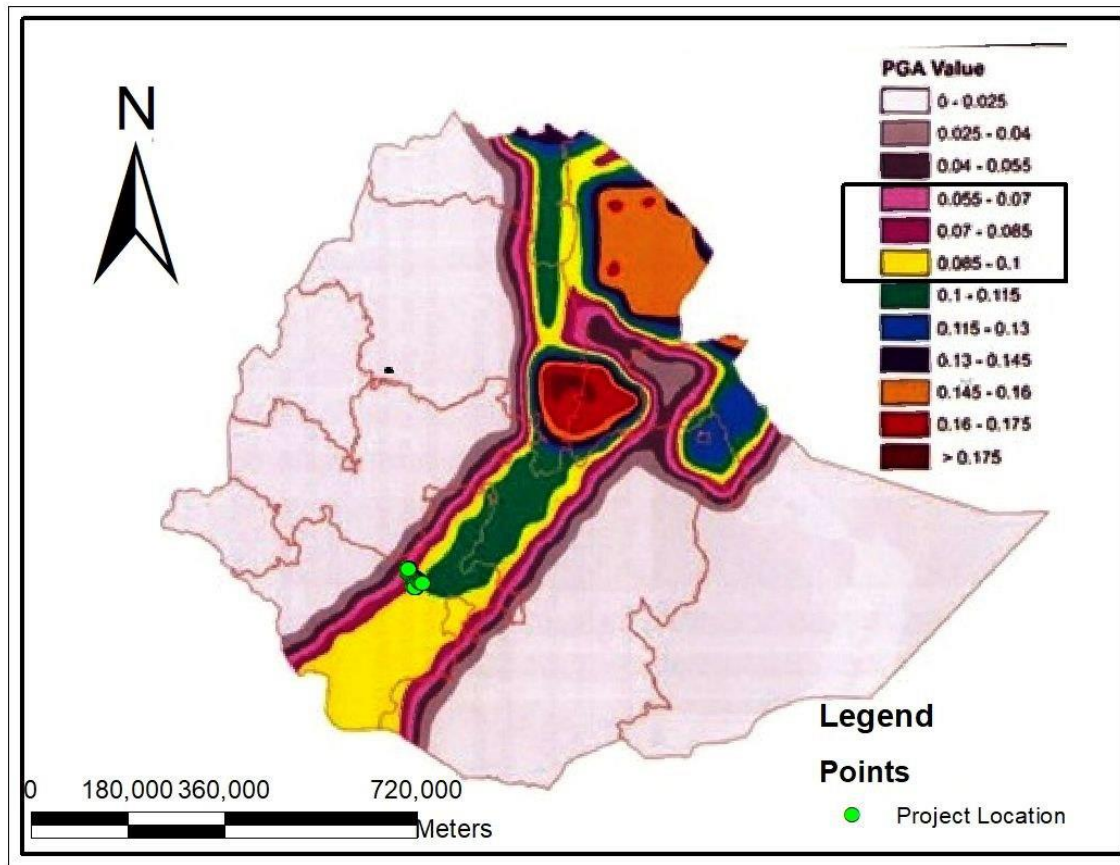 N
PGA Value
0 - 0.025
0.025 - 0.04
0.04 - 0.055
0.055 - 0.07
0.07 - 0.085
0.085 - 0.1
0.1 - 0.115
0.115 - 0.13
0.13 - 0.145
0.145 - 0.16
0.16 - 0.175
> 0.175
Legend
Points
Project Location
0 180,000 360,000 720,000
Meters